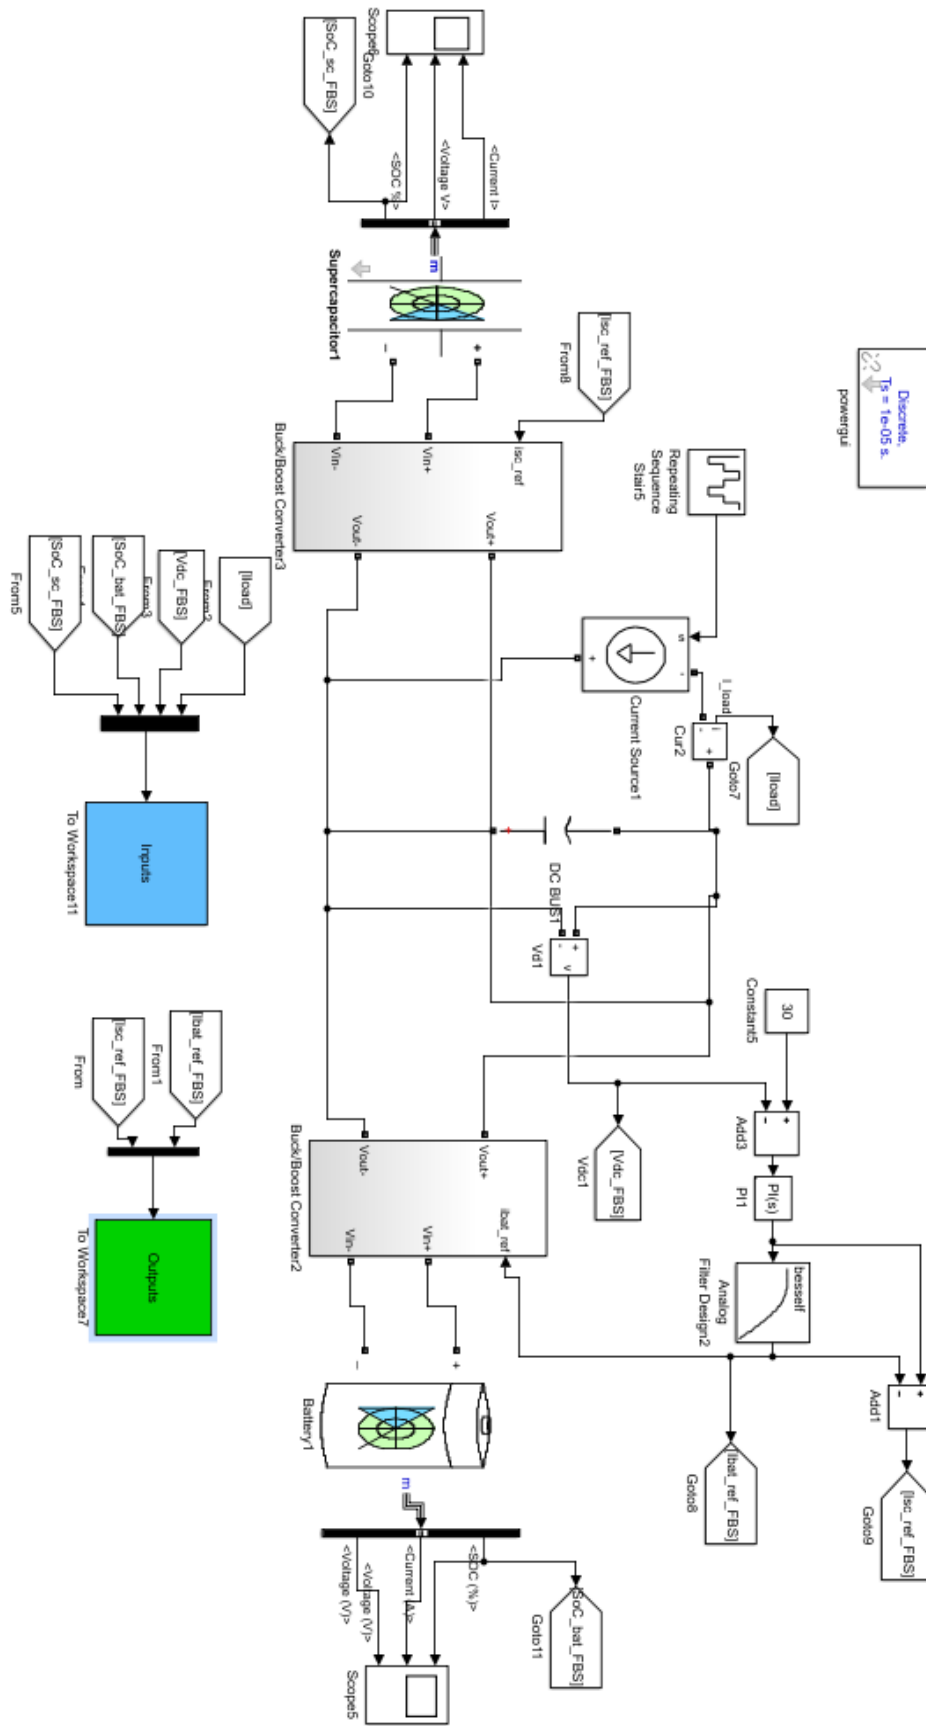 Discrete,
Ts = 1e-05 s.
powergui
[Isc_ref_FBS]
Goto9
+
-
Add1
30
Constant5
+
-
Add3
PI(s)
PI1
besself
Analog
Filter Design2
[Ibat_ref_FBS]
Goto8
[Iload]
Goto7
I_load
i
-
+
Cur2
Repeating
Sequence
Stair5
s
-
+
Current Source1
DC BUS1
+
+
-
v
Vd1
[Vdc_FBS]
Vdc1
[Isc_ref_FBS]
From8
[SoC_bat_FBS]
Goto11
isc_ref
Vin+
Vin-
Vout+
Vout-
Buck/Boost Converter3
ibat_ref
Vout+
Vout-
Vin+
Vin-
Buck/Boost Converter2
<Current I>
<Voltage V>
<SOC %>
Scope6
[SoC_sc_FBS]
Goto10
m
+
-
Supercapacitor1
+
-
Battery1
m
<SOC (%)>
<Current (A)>
<Voltage (V)>
<Voltage (V)>
Scope5
[Iload]
From2
[Vdc_FBS]
From3
[SoC_bat_FBS]
[SoC_sc_FBS]
From5
Inputs
To Workspace11
[Ibat_ref_FBS]
From1
[Isc_ref_FBS]
From
Outputs
To Workspace7